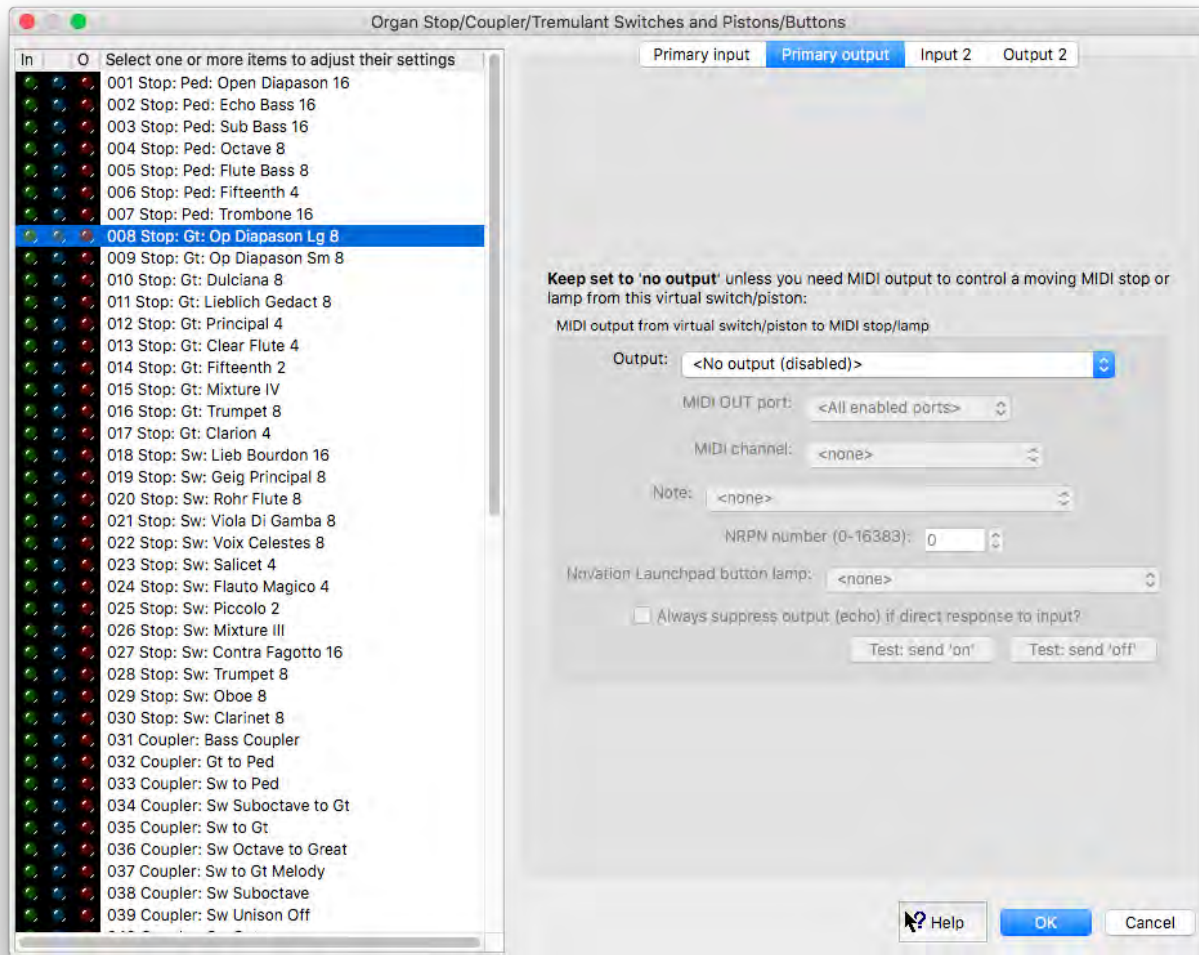 Organ Stop/Coupler/Tremulant Switches and Pistons/Buttons
In O Select one or more items to adjust their settings
001 Stop: Ped: Open Diapason 16
002 Stop: Ped: Echo Bass 16
003 Stop: Ped: Sub Bass 16
004 Stop: Ped: Octave 8
005 Stop: Ped: Flute Bass 8
006 Stop: Ped: Fifteenth 4
007 Stop: Ped: Trombone 16
008 Stop: Gt: Op Diapason Lg 8
009 Stop: Gt: Op Diapason Sm 8
010 Stop: Gt: Dulciana 8
011 Stop: Gt: Lieblich Gedact 8
012 Stop: Gt: Principal 4
013 Stop: Gt: Clear Flute 4
014 Stop: Gt: Fifteenth 2
015 Stop: Gt: Mixture IV
016 Stop: Gt: Trumpet 8
017 Stop: Gt: Clarion 4
018 Stop: Sw: Lieb Bourdon 16
019 Stop: Sw: Geig Principal 8
020 Stop: Sw: Rohr Flute 8
021 Stop: Sw: Viola Di Gamba 8
022 Stop: Sw: Voix Celestes 8
023 Stop: Sw: Salicet 4
024 Stop: Sw: Flauto Magico 4
025 Stop: Sw: Piccolo 2
026 Stop: Sw: Mixture III
027 Stop: Sw: Contra Fagotto 16
028 Stop: Sw: Trumpet 8
029 Stop: Sw: Oboe 8
030 Stop: Sw: Clarinet 8
031 Coupler: Bass Coupler
032 Coupler: Gt to Ped
033 Coupler: Sw to Ped
034 Coupler: Sw Suboctave to Gt
035 Coupler: Sw to Gt
036 Coupler: Sw Octave to Great
037 Coupler: Sw to Gt Melody
038 Coupler: Sw Suboctave
039 Coupler: Sw Unison Off
Primary input Primary output Input 2 Output 2
Keep set to 'no output' unless you need MIDI output to control a moving MIDI stop or
lamp from this virtual switch/piston:
MIDI output from virtual switch/piston to MIDI stop/lamp
Output: <No output (disabled)>
MIDI OUT port: <All enabled ports>
MIDI channel: <none>
Note: <none>
NRPN number (0-16383): 0
Novation Launchpad button lamp: <none>
Always suppress output (echo) if direct response to input?
Test: send 'on' Test: send 'off'
? Help OK Cancel